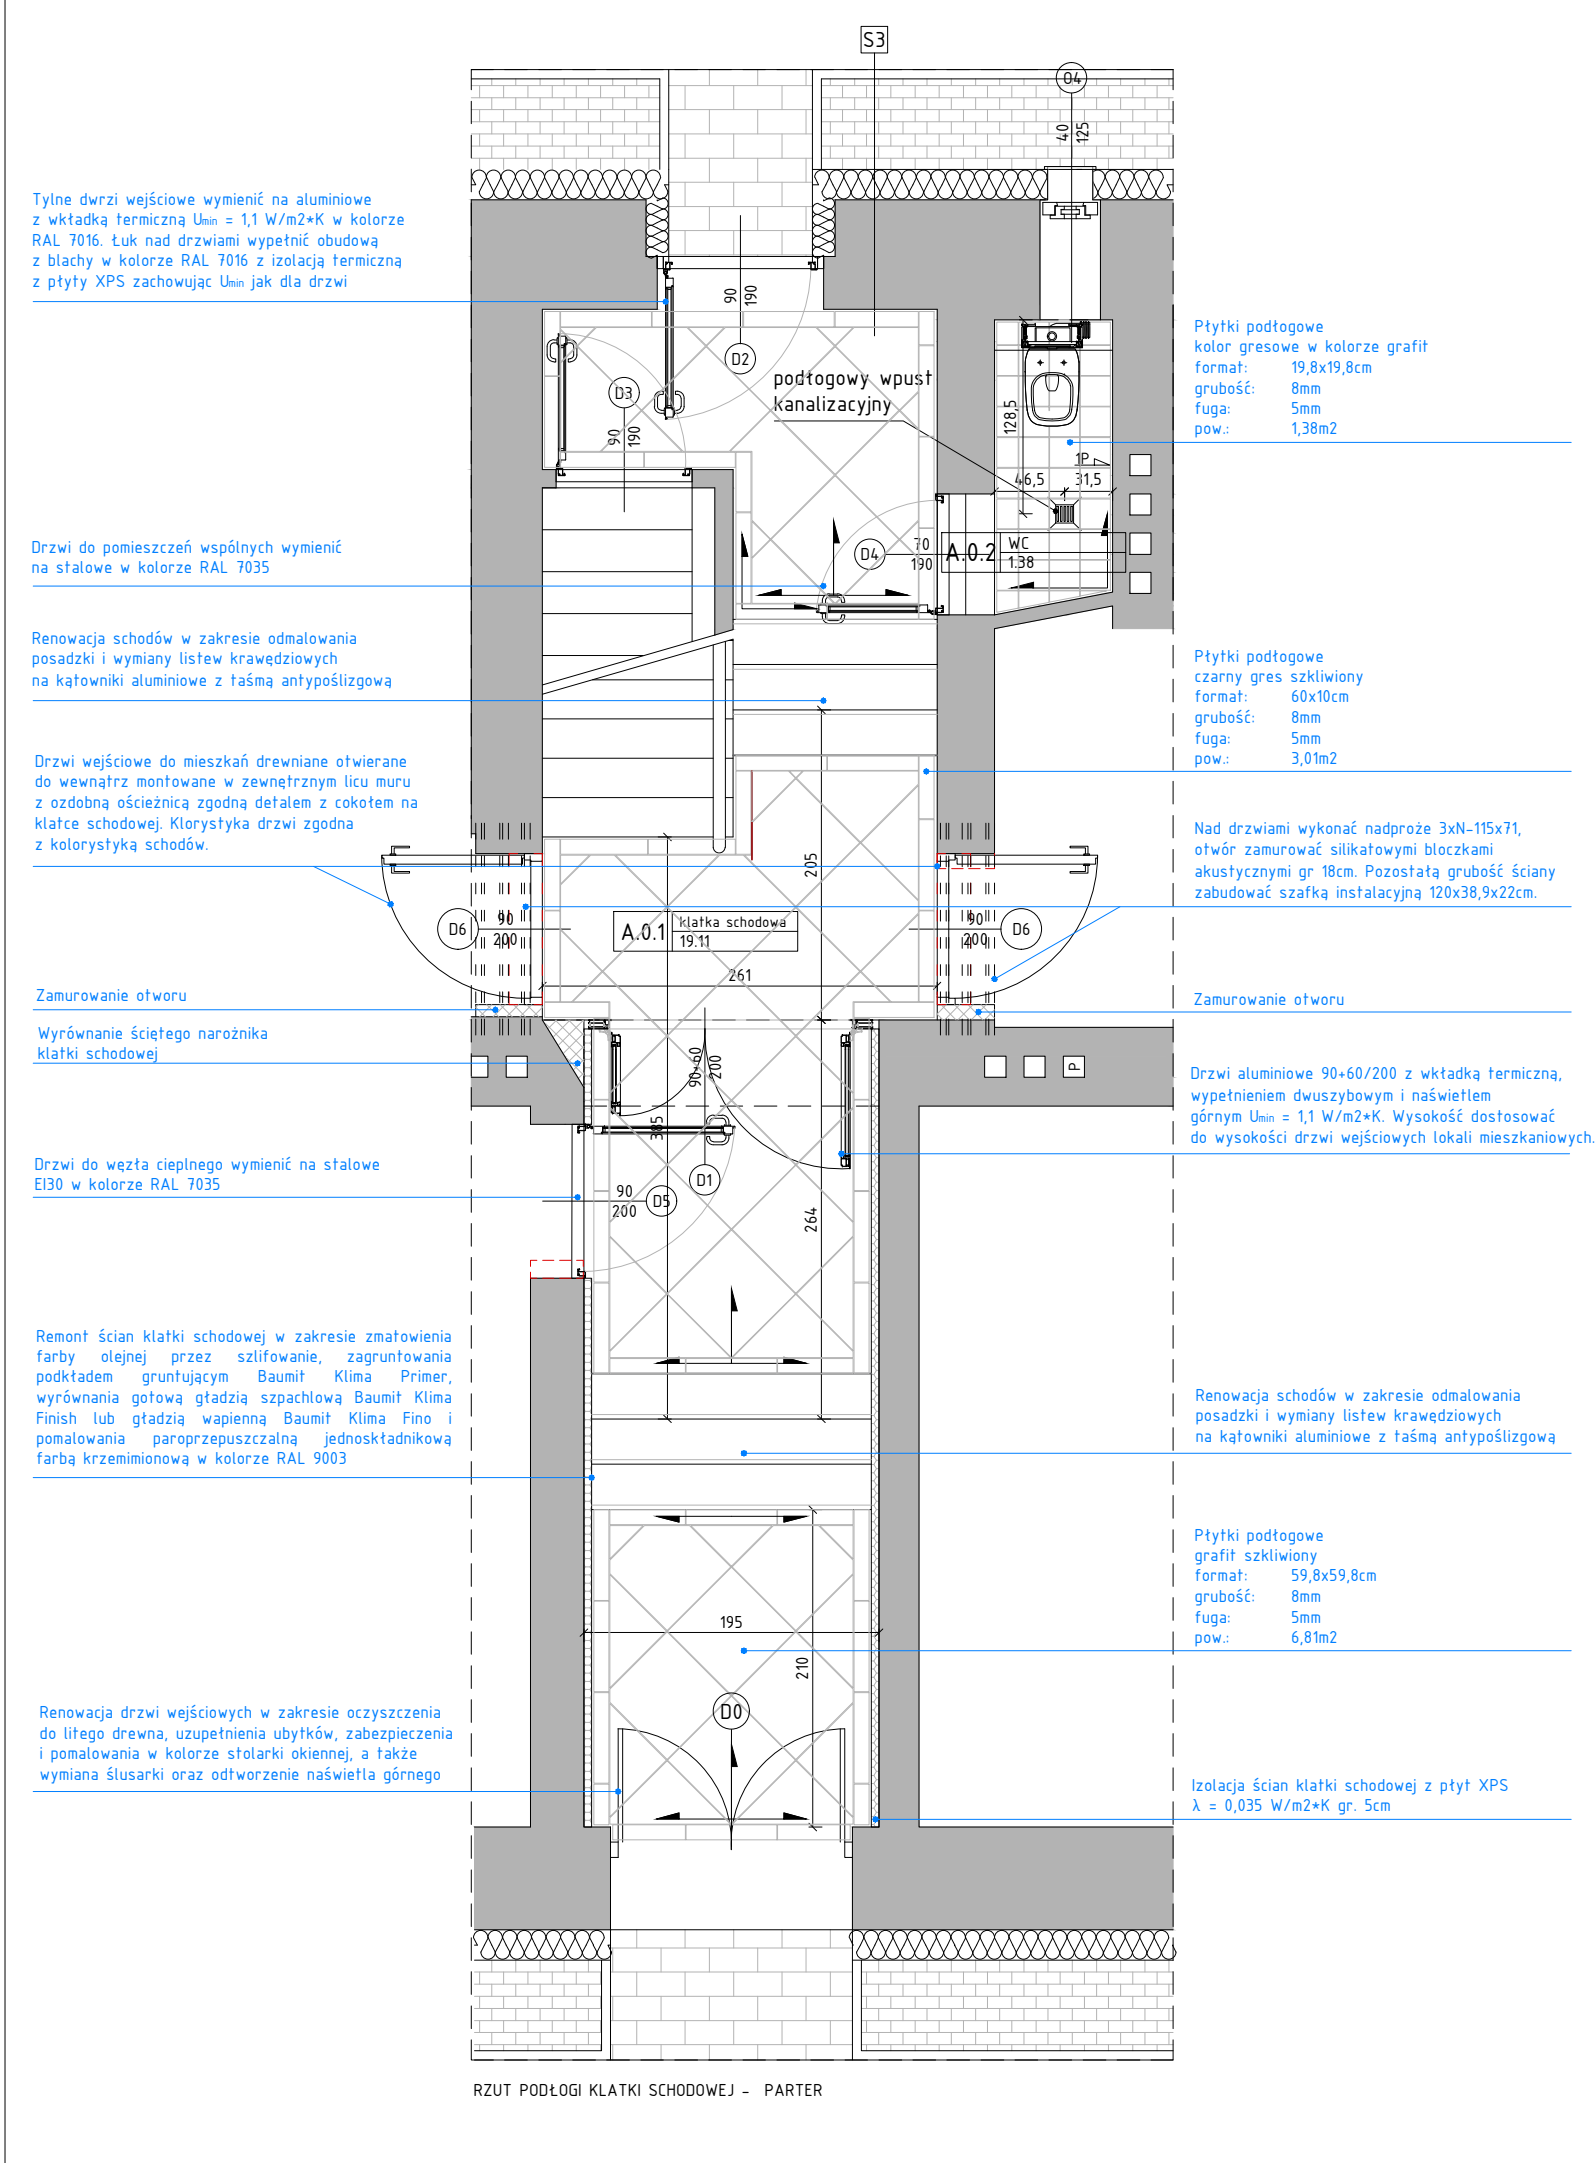 S3
O4
40
125
Tylne dwrzi wejściowe wymienić na aluminiowe
z wkładką termiczną Umin = 1,1 W/m2*K w kolorze
RAL 7016. Łuk nad drzwiami wypełnić obudową
z blachy w kolorze RAL 7016 z izolacją termiczną
z płyty XPS zachowując Umin jak dla drzwi
90
190
D2
D3
90
190
podłogowy wpust
kanalizacyjny
128,5
1P
46,5
31,5
Płytki podłogowe
kolor gresowe w kolorze grafit
format: 19,8x19,8cm
grubość: 8mm
fuga: 5mm
pow.: 1,38m2
D4
70
190
A.0.2
WC
1.38
Drzwi do pomieszczeń wspólnych wymienić
na stalowe w kolorze RAL 7035
Renowacja schodów w zakresie odmalowania
posadzki i wymiany listew krawędziowych
na kątowniki aluminiowe z taśmą antypoślizgową
Płytki podłogowe
czarny gres szkliwiony
format: 60x10cm
grubość: 8mm
fuga: 5mm
pow.: 3,01m2
Drzwi wejściowe do mieszkań drewniane otwierane
do wewnątrz montowane w zewnętrznym licu muru
z ozdobną ościeżnicą zgodną detalem z cokołem na
klatce schodowej. Klorystyka drzwi zgodna
z kolorystyką schodów.
Nad drzwiami wykonać nadproże 3xN-115x71,
otwór zamurować silikatowymi bloczkami
akustycznymi gr 18cm. Pozostałą grubość ściany
zabudować szafką instalacyjną 120x38,9x22cm.
205
D6
90
200
A.0.1
klatka schodowa
19.11
90
200
D6
261
Zamurowanie otworu
Zamurowanie otworu
Wyrównanie ściętego narożnika
klatki schodowej
90+60
200
P
Drzwi aluminiowe 90+60/200 z wkładką termiczną,
wypełnieniem dwuszybowym i naświetlem
górnym Umin = 1,1 W/m2*K. Wysokość dostosować
do wysokości drzwi wejściowych lokali mieszkaniowych.
385
D1
Drzwi do węzła cieplnego wymienić na stalowe
EI30 w kolorze RAL 7035
90
200
D5
264
Remont ścian klatki schodowej w zakresie zmatowienia
farby olejnej przez szlifowanie, zagruntowania
podkładem gruntującym Baumit Klima Primer,
wyrównania gotową gładzią szpachlową Baumit Klima
Finish lub gładzią wapienną Baumit Klima Fino i
pomalowania paroprzepuszczalną jednoskładnikową
farbą krzemimionową w kolorze RAL 9003
Renowacja schodów w zakresie odmalowania
posadzki i wymiany listew krawędziowych
na kątowniki aluminiowe z taśmą antypoślizgową
Płytki podłogowe
grafit szkliwiony
format: 59,8x59,8cm
grubość: 8mm
fuga: 5mm
pow.: 6,81m2
195
210
D0
Renowacja drzwi wejściowych w zakresie oczyszczenia
do litego drewna, uzupełnienia ubytków, zabezpieczenia
i pomalowania w kolorze stolarki okiennej, a także
wymiana ślusarki oraz odtworzenie naświetla górnego
Izolacja ścian klatki schodowej z płyt XPS
λ = 0,035 W/m2*K gr. 5cm
RZUT PODŁOGI KLATKI SCHODOWEJ - PARTER